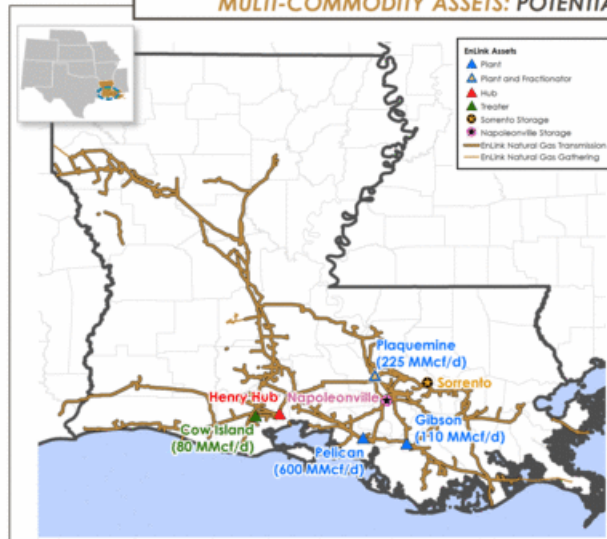 MULTI-COMMODITY ASSETS: POTENTIA
EnLink Assets
Plant
Plant and Fractionator
Hub
Treater
Sorrento Storage
Napoleonville Storage
EnLink Natural Gas Transmission
EnLink Natural Gas Gathering
Plaquemine
(225 MMcf/d)
Sorrento
Henry Hub
Napoleonville
Cow Island
(80 MMcf/d)
Gibson
(110 MMcf/d)
Pelican
(600 MMcf/d)